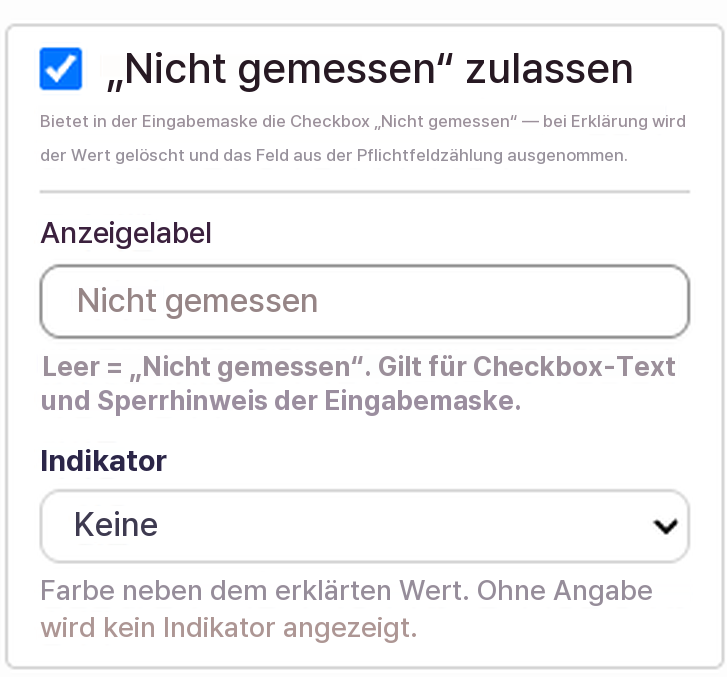 „Nicht gemessen“ zulassen
Bietet in der Eingabemaske die Checkbox „Nicht gemessen“ — bei Erklärung wird
der Wert gelöscht und das Feld aus der Pflichtfeldzählung ausgenommen.
Anzeigelabel
Nicht gemessen
Leer = „Nicht gemessen“. Gilt für Checkbox-Text
und Sperrhinweis der Eingabemaske.
Indikator
Keine
Farbe neben dem erklärten Wert. Ohne Angabe
wird kein Indikator angezeigt.